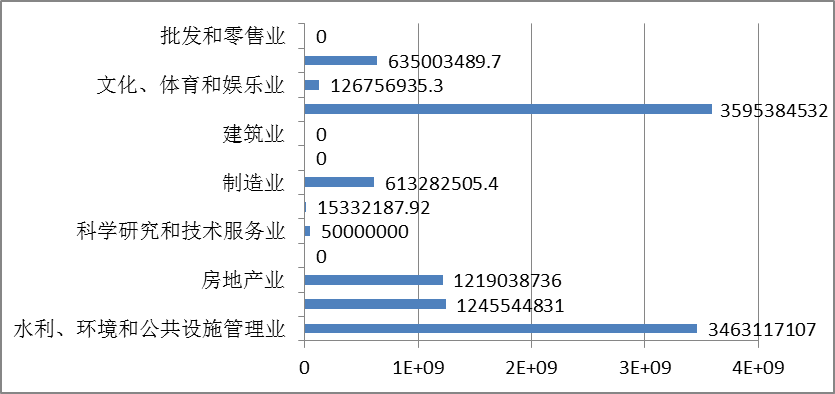 批发和零售业 0
635003489.7
文化、体育和娱乐业 126756935.3
3595384532
建筑业 0
0
制造业 613282505.4
15332187.92
科学研究和技术服务业 50000000
0
房地产业 1219038736
1245544831
水利、环境和公共设施管理业 3463117107
0 1E+09 2E+09 3E+09 4E+09